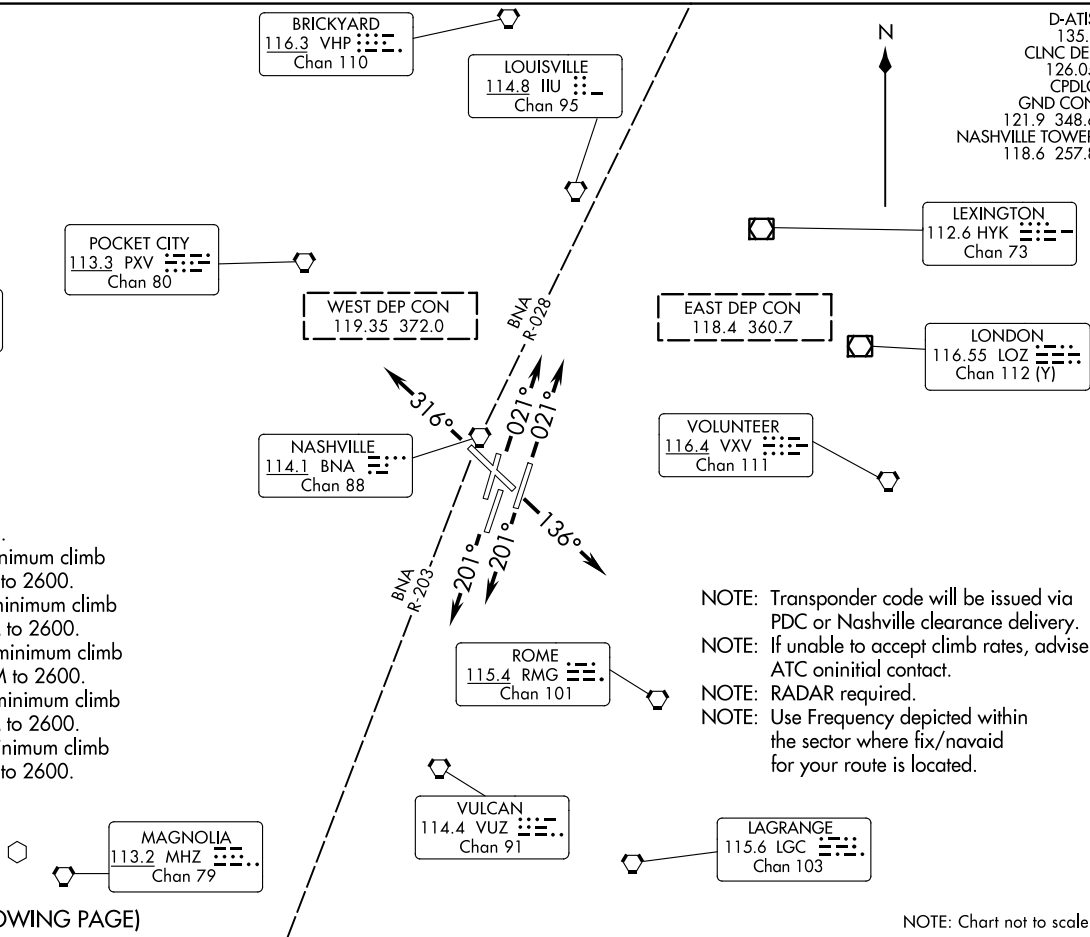 BRICKYARD
116.3 VHP
Chan 110
LOUISVILLE
114.8 IIU
Chan 95
N
D-ATIS
135.
CLNC DE
126.0
CPDLC
GND CON
121.9 348.
NASHVILLE TOWER
118.6 257.8
POCKET CITY
113.3 PXV
Chan 80
LEXINGTON
112.6 HYK
Chan 73
WEST DEP CON
119.35 372.0
BNA
R-028
EAST DEP CON
118.4 360.7
LONDON
116.55 LOZ
Chan 112 (Y)
316°
021°
021°
NASHVILLE
114.1 BNA
Chan 88
VOLUNTEER
116.4 VXV
Chan 111
136°
201°
201°
BNA
R-203
nimum climb
to 2600.
minimum climb
to 2600.
minimum climb
M to 2600.
minimum climb
to 2600.
nimum climb
to 2600.
NOTE: Transponder code will be issued via
PDC or Nashville clearance delivery.
NOTE: If unable to accept climb rates, advise
ATC oninitial contact.
NOTE: RADAR required.
NOTE: Use Frequency depicted within
the sector where fix/navaid
for your route is located.
ROME
115.4 RMG
Chan 101
VULCAN
114.4 VUZ
Chan 91
LAGRANGE
115.6 LGC
Chan 103
MAGNOLIA
113.2 MHZ
Chan 79
OWING PAGE)
NOTE: Chart not to scale